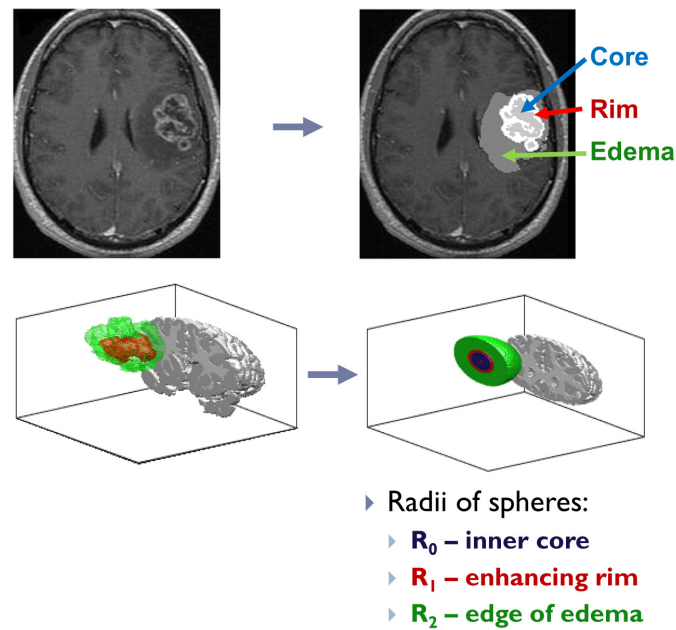 Core
Rim
Edema
Radii of spheres:
R₀ – inner core
R₁ – enhancing rim
R₂ – edge of edema